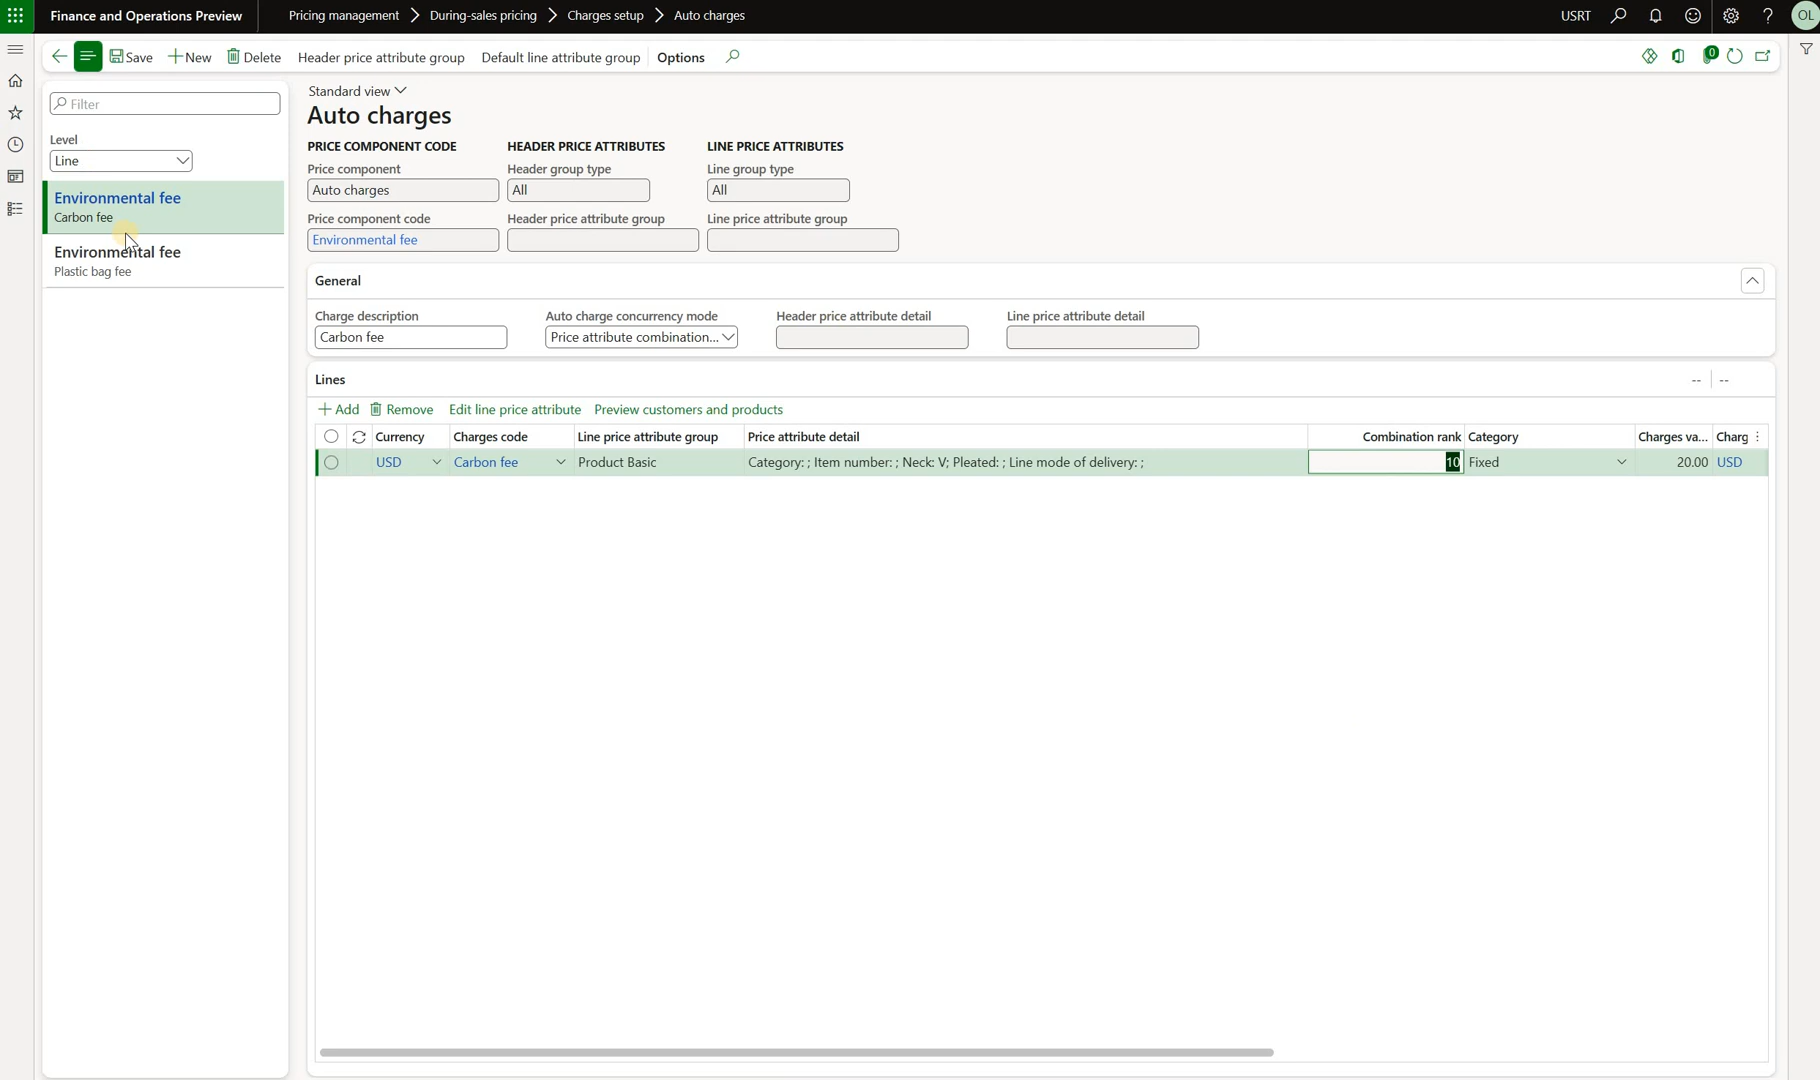 Finance and Operations Preview
Pricing management > During-sales pricing > Charges setup > Auto charges
USRT
OL
Save
New
Delete
Header price attribute group
Default line attribute group
Options
0
Filter
Level
Line
Environmental fee
Carbon fee
Environmental fee
Plastic bag fee
Standard view
Auto charges
PRICE COMPONENT CODE
HEADER PRICE ATTRIBUTES
LINE PRICE ATTRIBUTES
Price component
Header group type
Line group type
Auto charges
All
All
Price component code
Header price attribute group
Line price attribute group
Environmental fee
General
Charge description
Auto charge concurrency mode
Header price attribute detail
Line price attribute detail
Carbon fee
Price attribute combination...
Lines
-- | --
Add
Remove
Edit line price attribute
Preview customers and products
Currency Charges code Line price attribute group Price attribute detail Combination rank Category Charges va... Charg
USD Carbon fee Product Basic Category: ; Item number: ; Neck: V; Pleated: ; Line mode of delivery: ; 10 Fixed 20.00 USD